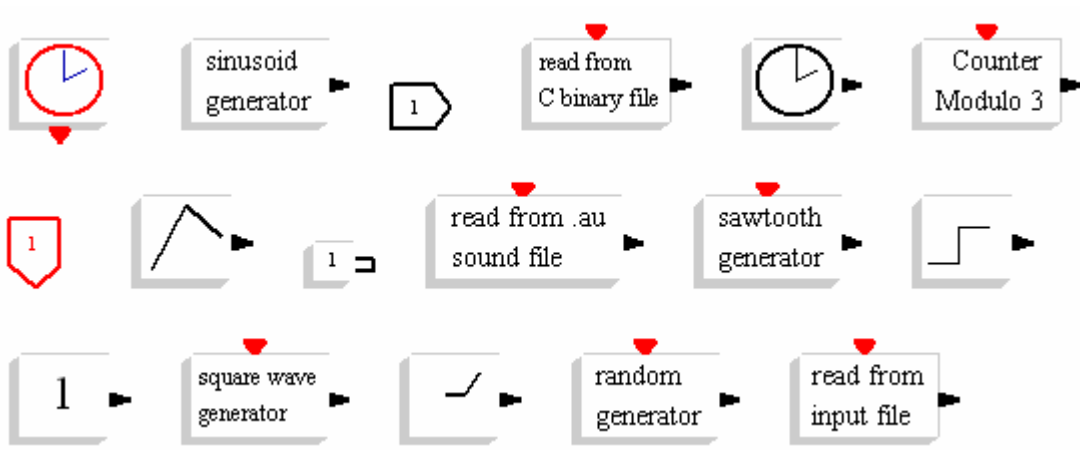 sinusoid
generator
1
read from
C binary file
Counter
Modulo 3
1
1
read from .au
sound file
sawtooth
generator
1
square wave
generator
random
generator
read from
input file